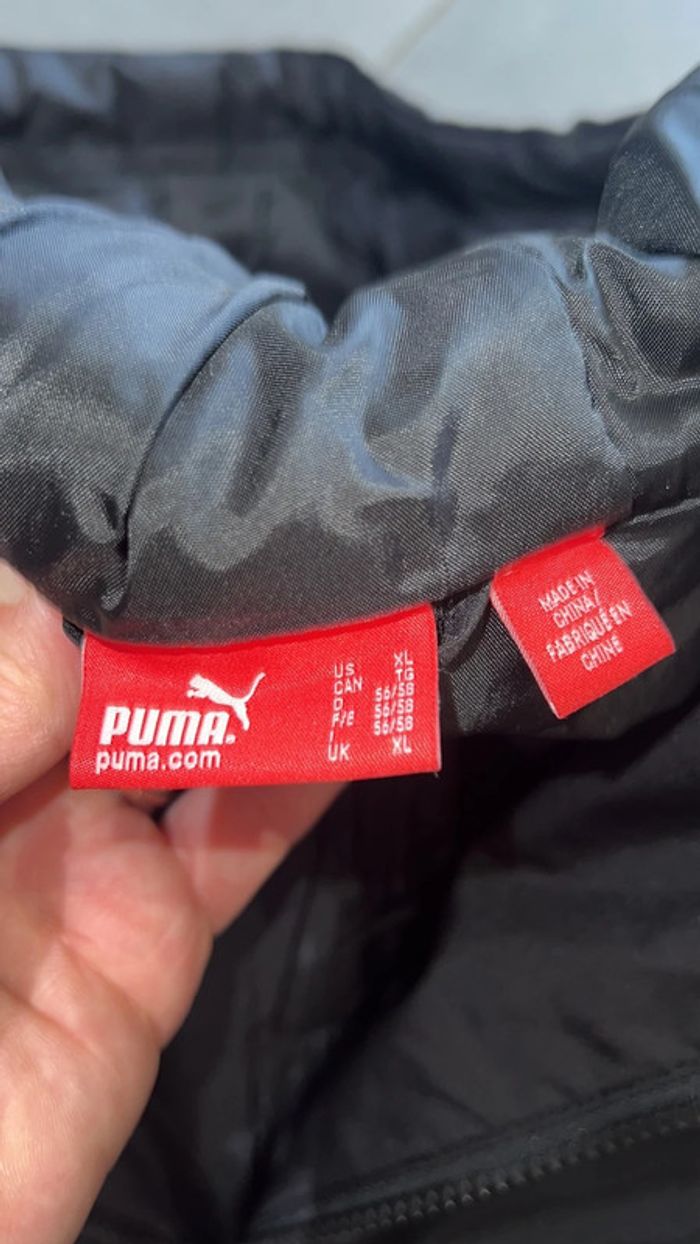 PUMA.
puma.com
US XL
CAN TG
D 56/58
F/E 56/58
I 56/58
UK XL
MADE IN
CHINA/
FABRIQUÉ EN
CHINE